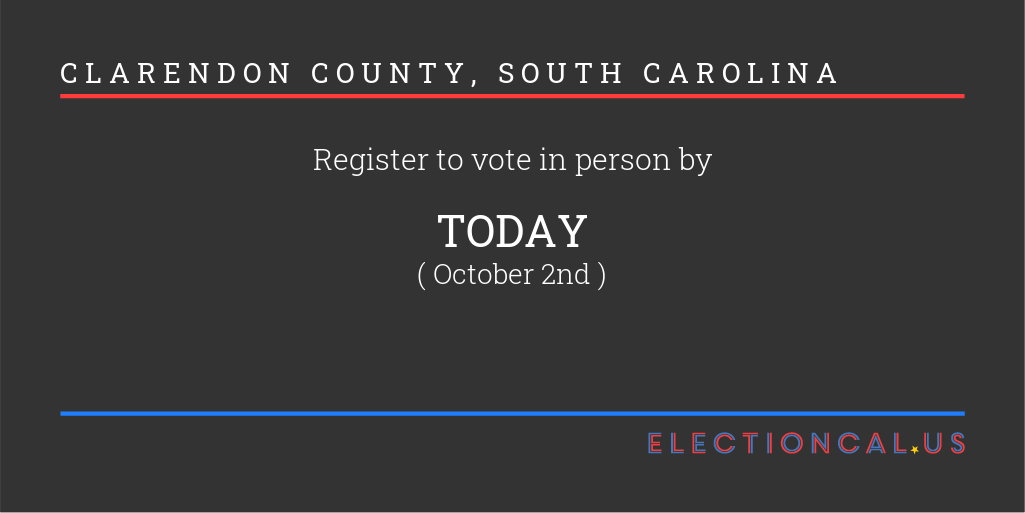 CLARENDON COUNTY, SOUTH CAROLINA
Register to vote in person by
TODAY
( October 2nd )
ELECTIONCAL.US